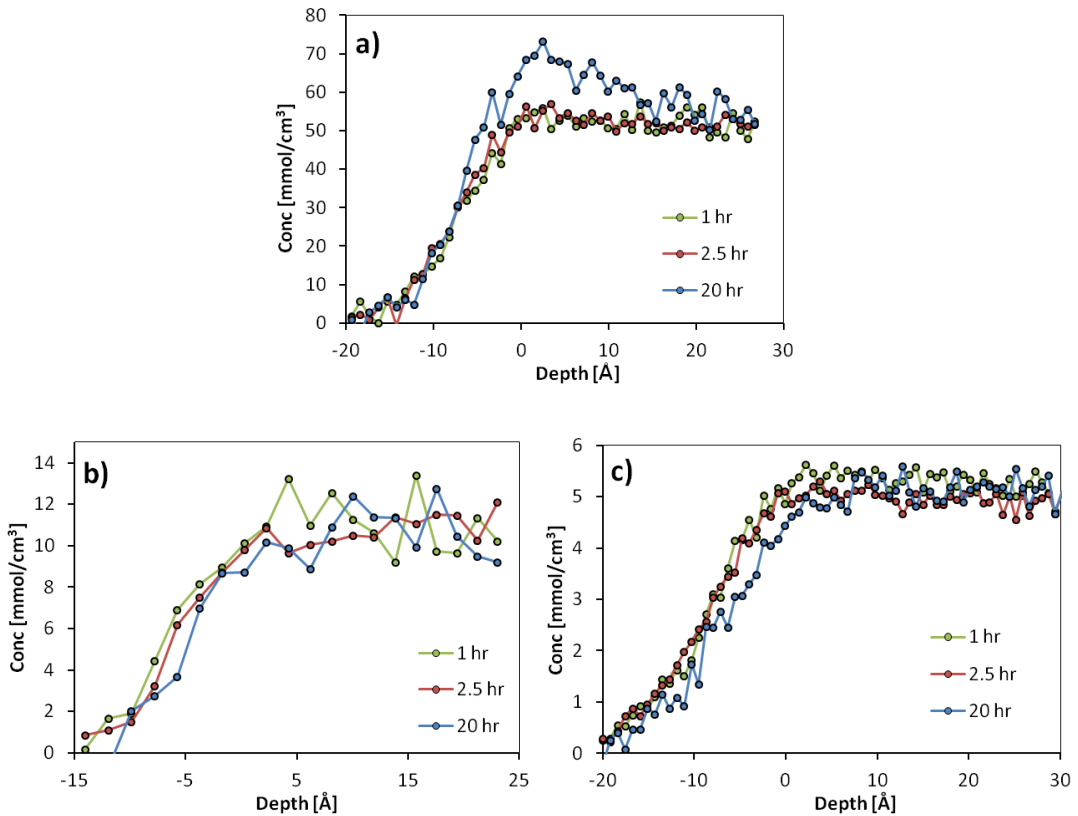 a)
80
70
60
50
40
30
20
10
0
Conc [mmol/cm³]
1 hr
2.5 hr
20 hr
-20 -10 0 10 20 30
Depth [Å]
b)
14
12
10
8
6
4
2
0
Conc [mmol/cm³]
1 hr
2.5 hr
20 hr
-15 -5 5 15 25
Depth [Å]
c)
6
5
4
3
2
1
0
Conc [mmol/cm³]
1 hr
2.5 hr
20 hr
-20 -10 0 10 20 30
Depth [Å]